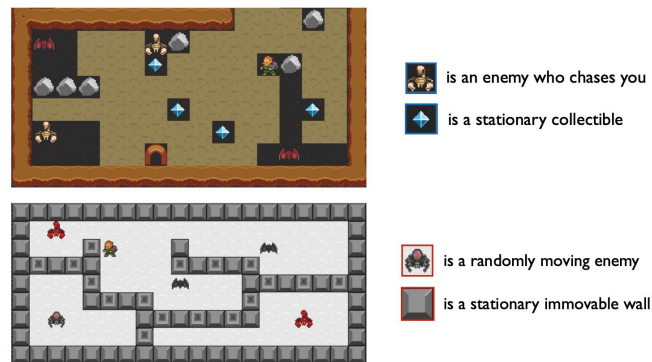 is an enemy who chases you
is a stationary collectible
is a randomly moving enemy
is a stationary immovable wall